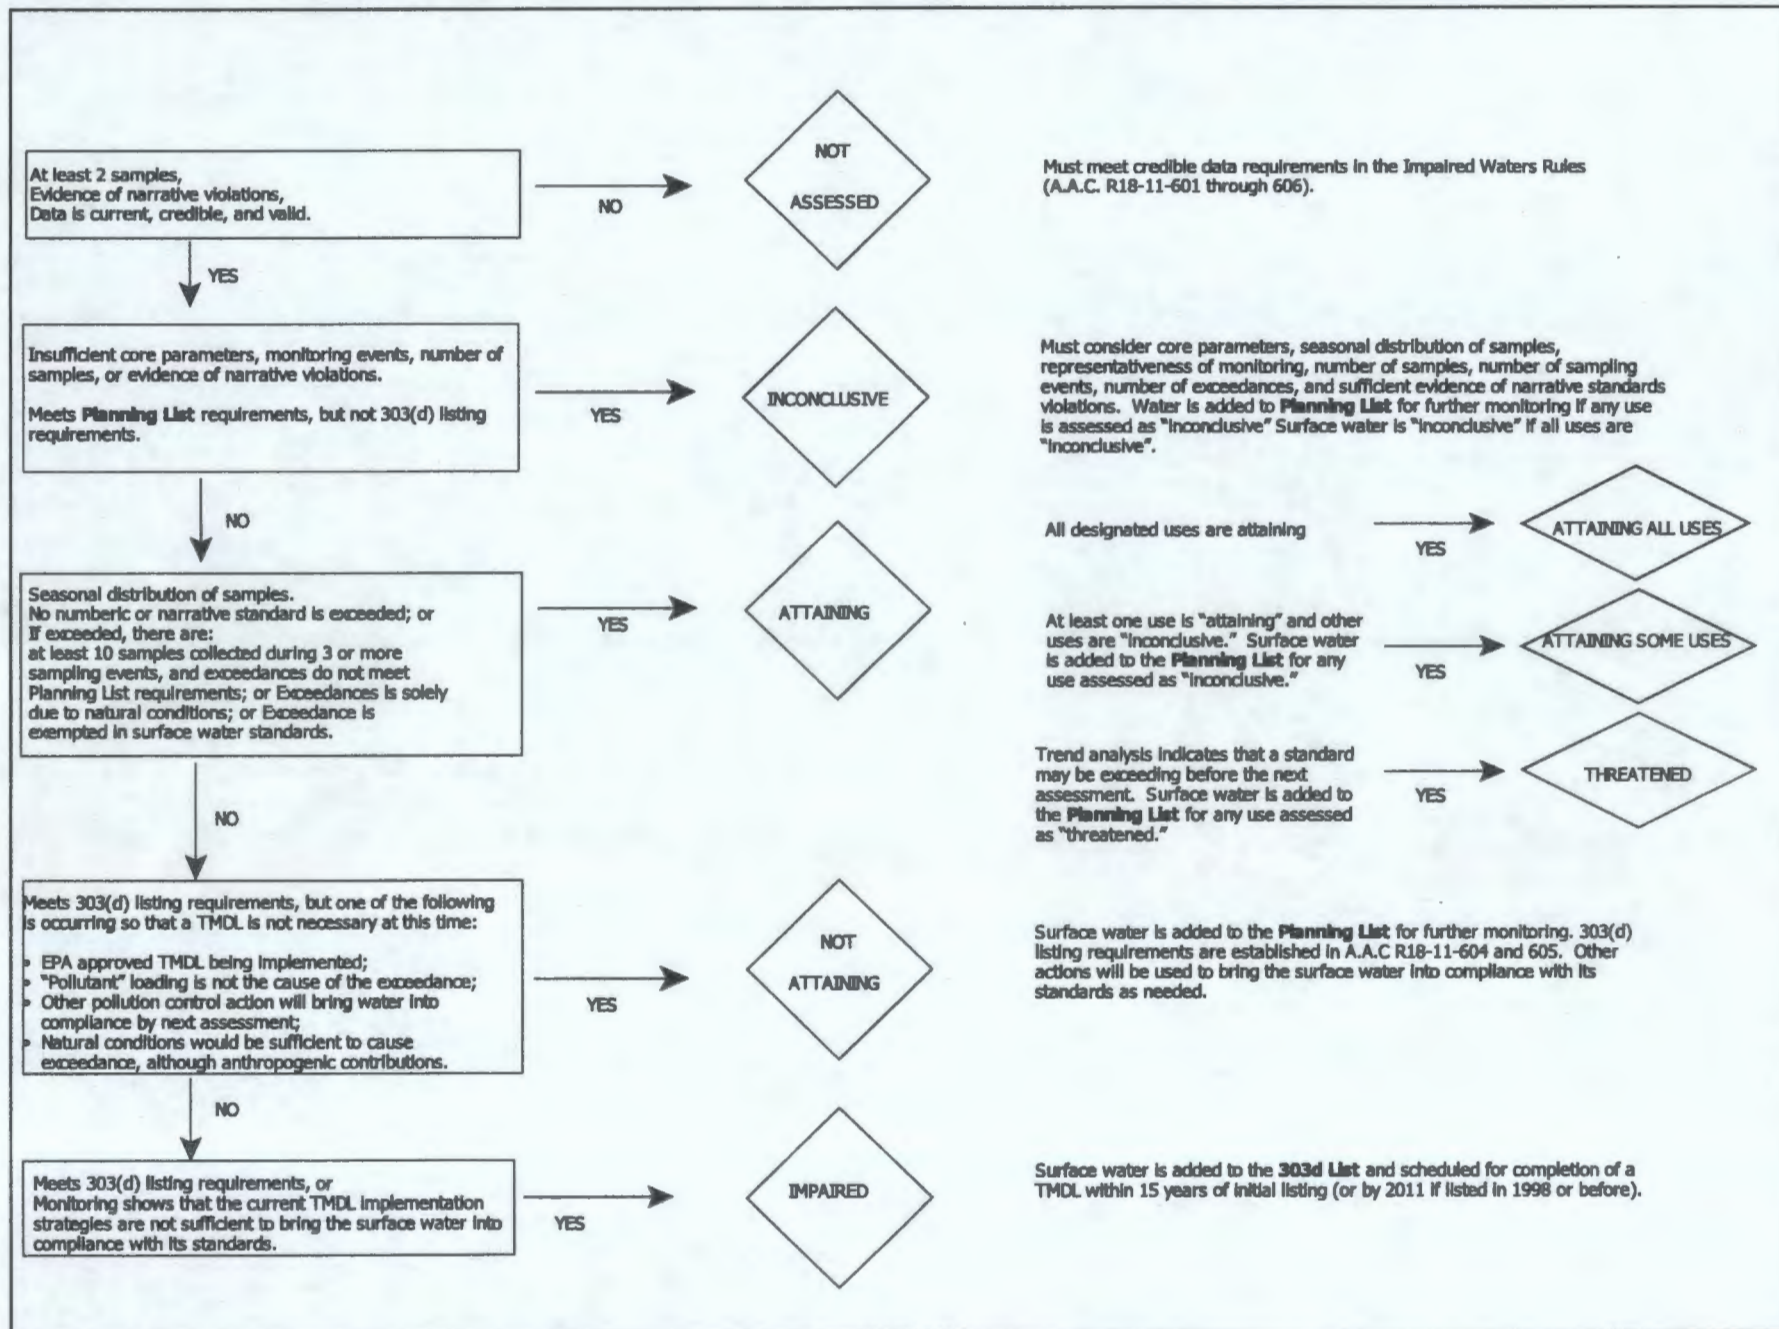 At least 2 samples,
Evidence of narrative violations,
Data is current, credible, and valid.
NO
NOT
ASSESSED
Must meet credible data requirements in the Impaired Waters Rules
(A.A.C. R18-11-601 through 606).
YES
Insufficient core parameters, monitoring events, number of
samples, or evidence of narrative violations.
Meets Planning List requirements, but not 303(d) listing
requirements.
YES
INCONCLUSIVE
Must consider core parameters, seasonal distribution of samples,
representativeness of monitoring, number of samples, number of sampling
events, number of exceedances, and sufficient evidence of narrative standards
violations. Water is added to Planning List for further monitoring if any use
is assessed as "inconclusive" Surface water is "inconclusive" if all uses are
"inconclusive".
NO
Seasonal distribution of samples.
No numberic or narrative standard is exceeded; or
If exceeded, there are:
at least 10 samples collected during 3 or more
sampling events, and exceedances do not meet
Planning List requirements; or Exceedances is solely
due to natural conditions; or Exceedance is
exempted in surface water standards.
YES
ATTAINING
All designated uses are attaining
YES
ATTAINING ALL USES
At least one use is "attaining" and other
uses are "inconclusive." Surface water
is added to the Planning List for any
use assessed as "inconclusive."
YES
ATTAINING SOME USES
Trend analysis indicates that a standard
may be exceeding before the next
assessment. Surface water is added to
the Planning List for any use assessed
as "threatened."
YES
THREATENED
NO
Meets 303(d) listing requirements, but one of the following
is occurring so that a TMDL is not necessary at this time:
• EPA approved TMDL being implemented;
• "Pollutant" loading is not the cause of the exceedance;
• Other pollution control action will bring water into
compliance by next assessment;
• Natural conditions would be sufficient to cause
exceedance, although anthropogenic contributions.
YES
NOT
ATTAINING
Surface water is added to the Planning List for further monitoring. 303(d)
listing requirements are established in A.A.C R18-11-604 and 605. Other
actions will be used to bring the surface water into compliance with its
standards as needed.
NO
Meets 303(d) listing requirements, or
Monitoring shows that the current TMDL implementation
strategies are not sufficient to bring the surface water into
compliance with its standards.
YES
IMPAIRED
Surface water is added to the 303d List and scheduled for completion of a
TMDL within 15 years of initial listing (or by 2011 if listed in 1998 or before).